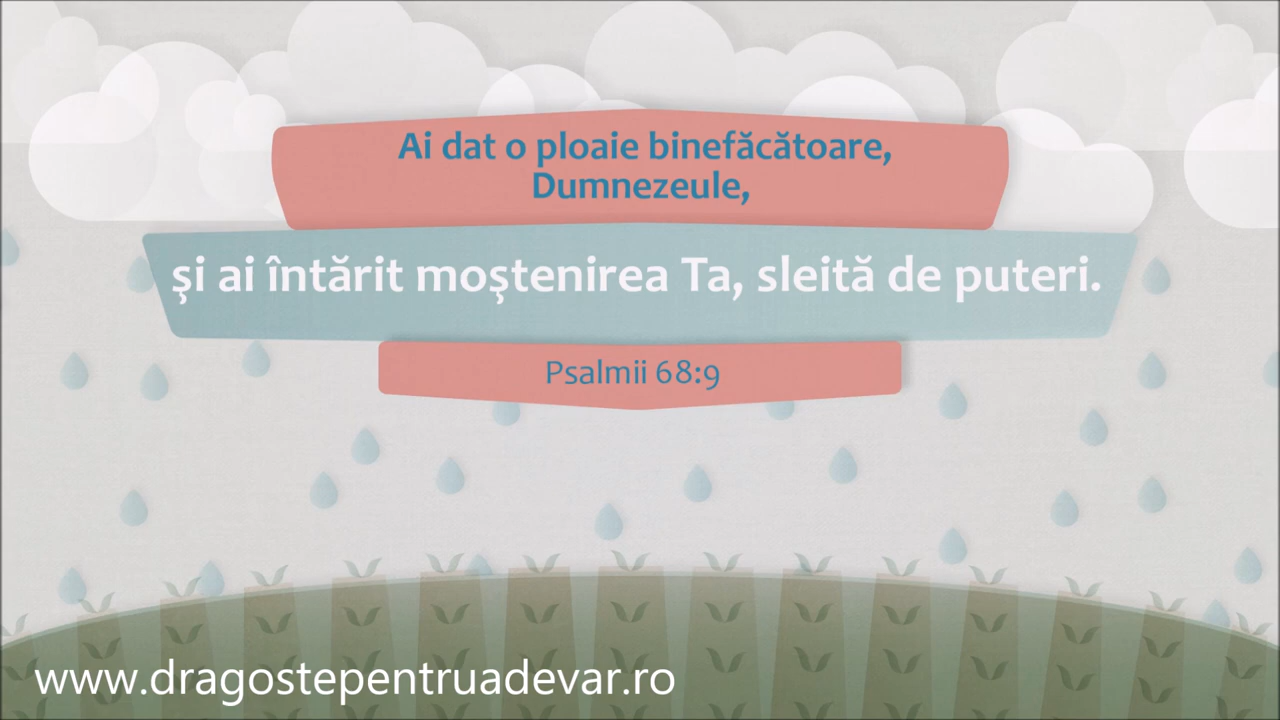 Ai dat o ploaie binefăcătoare,
Dumnezeule,
şi ai întărit moştenirea Ta, sleită de puteri.
Psalmii 68:9
www.dragostepentruadevar.ro